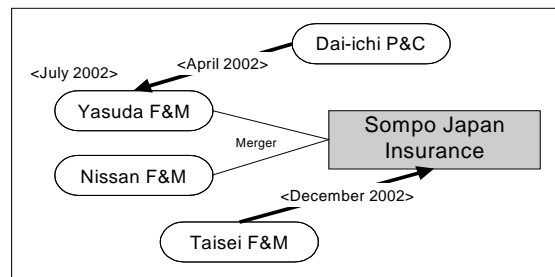 Dai-ichi P&C
<July 2002>
<April 2002>
Yasuda F&M
Sompo Japan
Insurance
Merger
Nissan F&M
<December 2002>
Taisei F&M